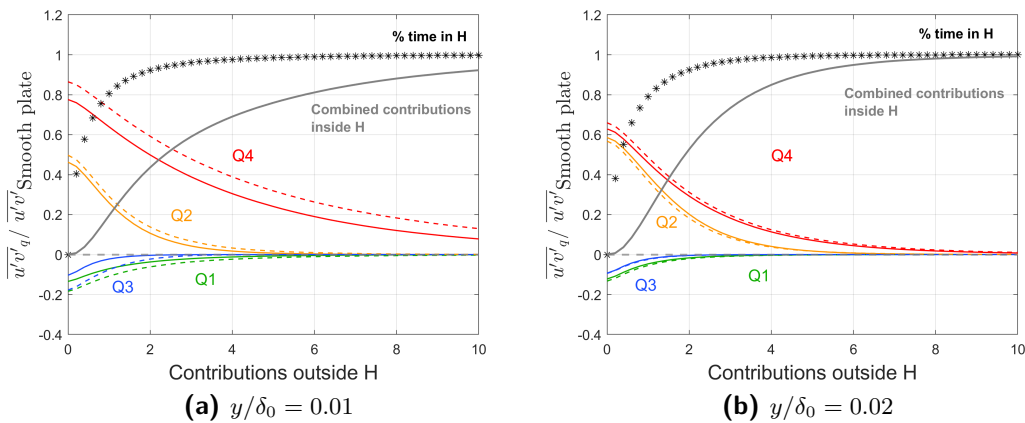 1.2
1
0.8
0.6
0.4
0.2
0
-0.2
-0.4
0 2 4 6 8 10
% time in H
Combined contributions
inside H
Q4
Q2
Q3
Q1
u′v′q/ u′v′Smooth plate
Contributions outside H
(a) y/δ0 = 0.01
1.2
1
0.8
0.6
0.4
0.2
0
-0.2
-0.4
0 2 4 6 8 10
% time in H
Combined contributions
inside H
Q4
Q2
Q3
Q1
u′v′q/ u′v′Smooth plate
Contributions outside H
(b) y/δ0 = 0.02